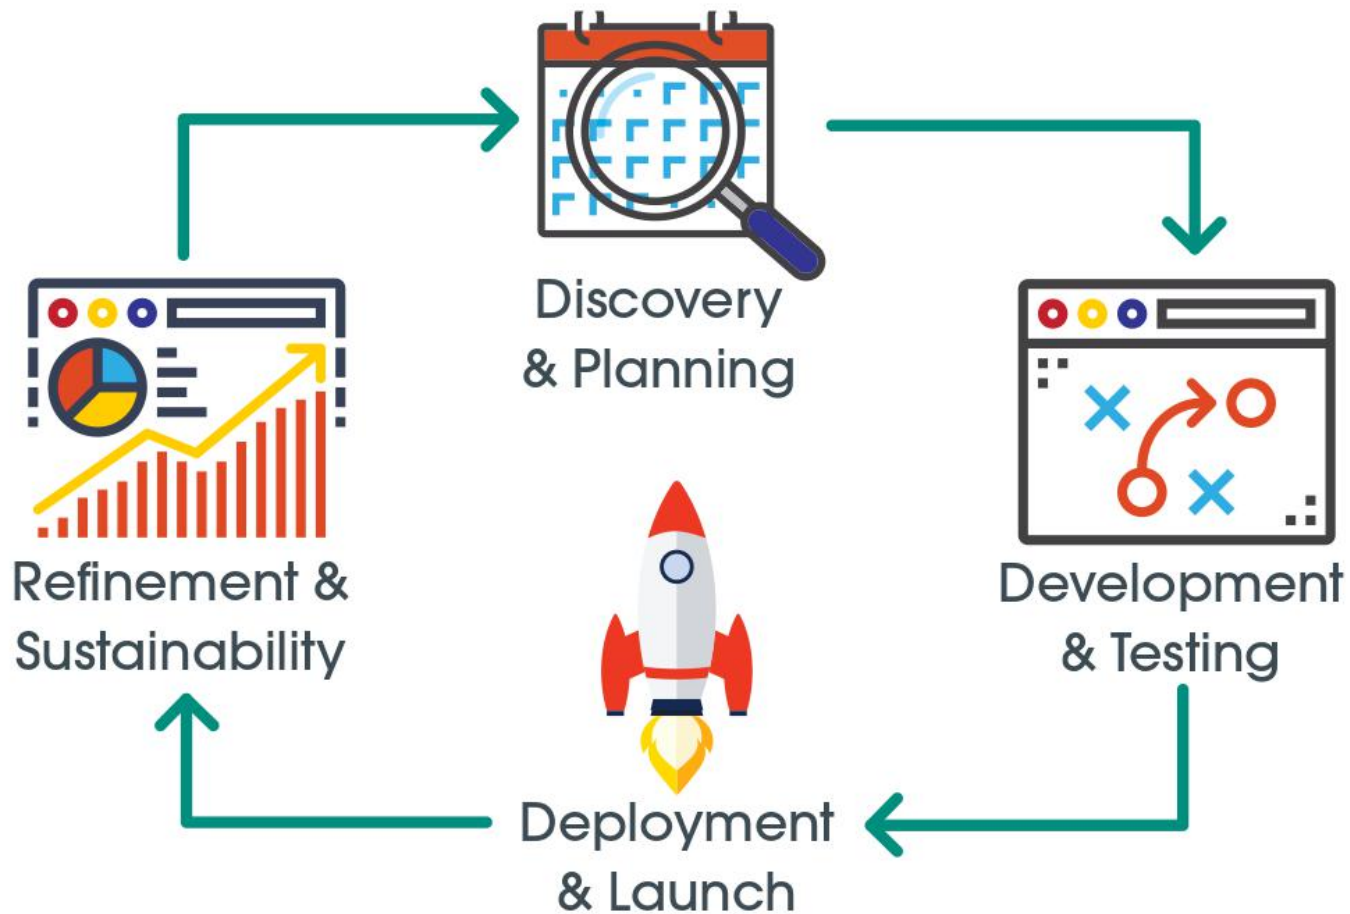 Discovery
& Planning
Development
& Testing
Deployment
& Launch
Refinement &
Sustainability